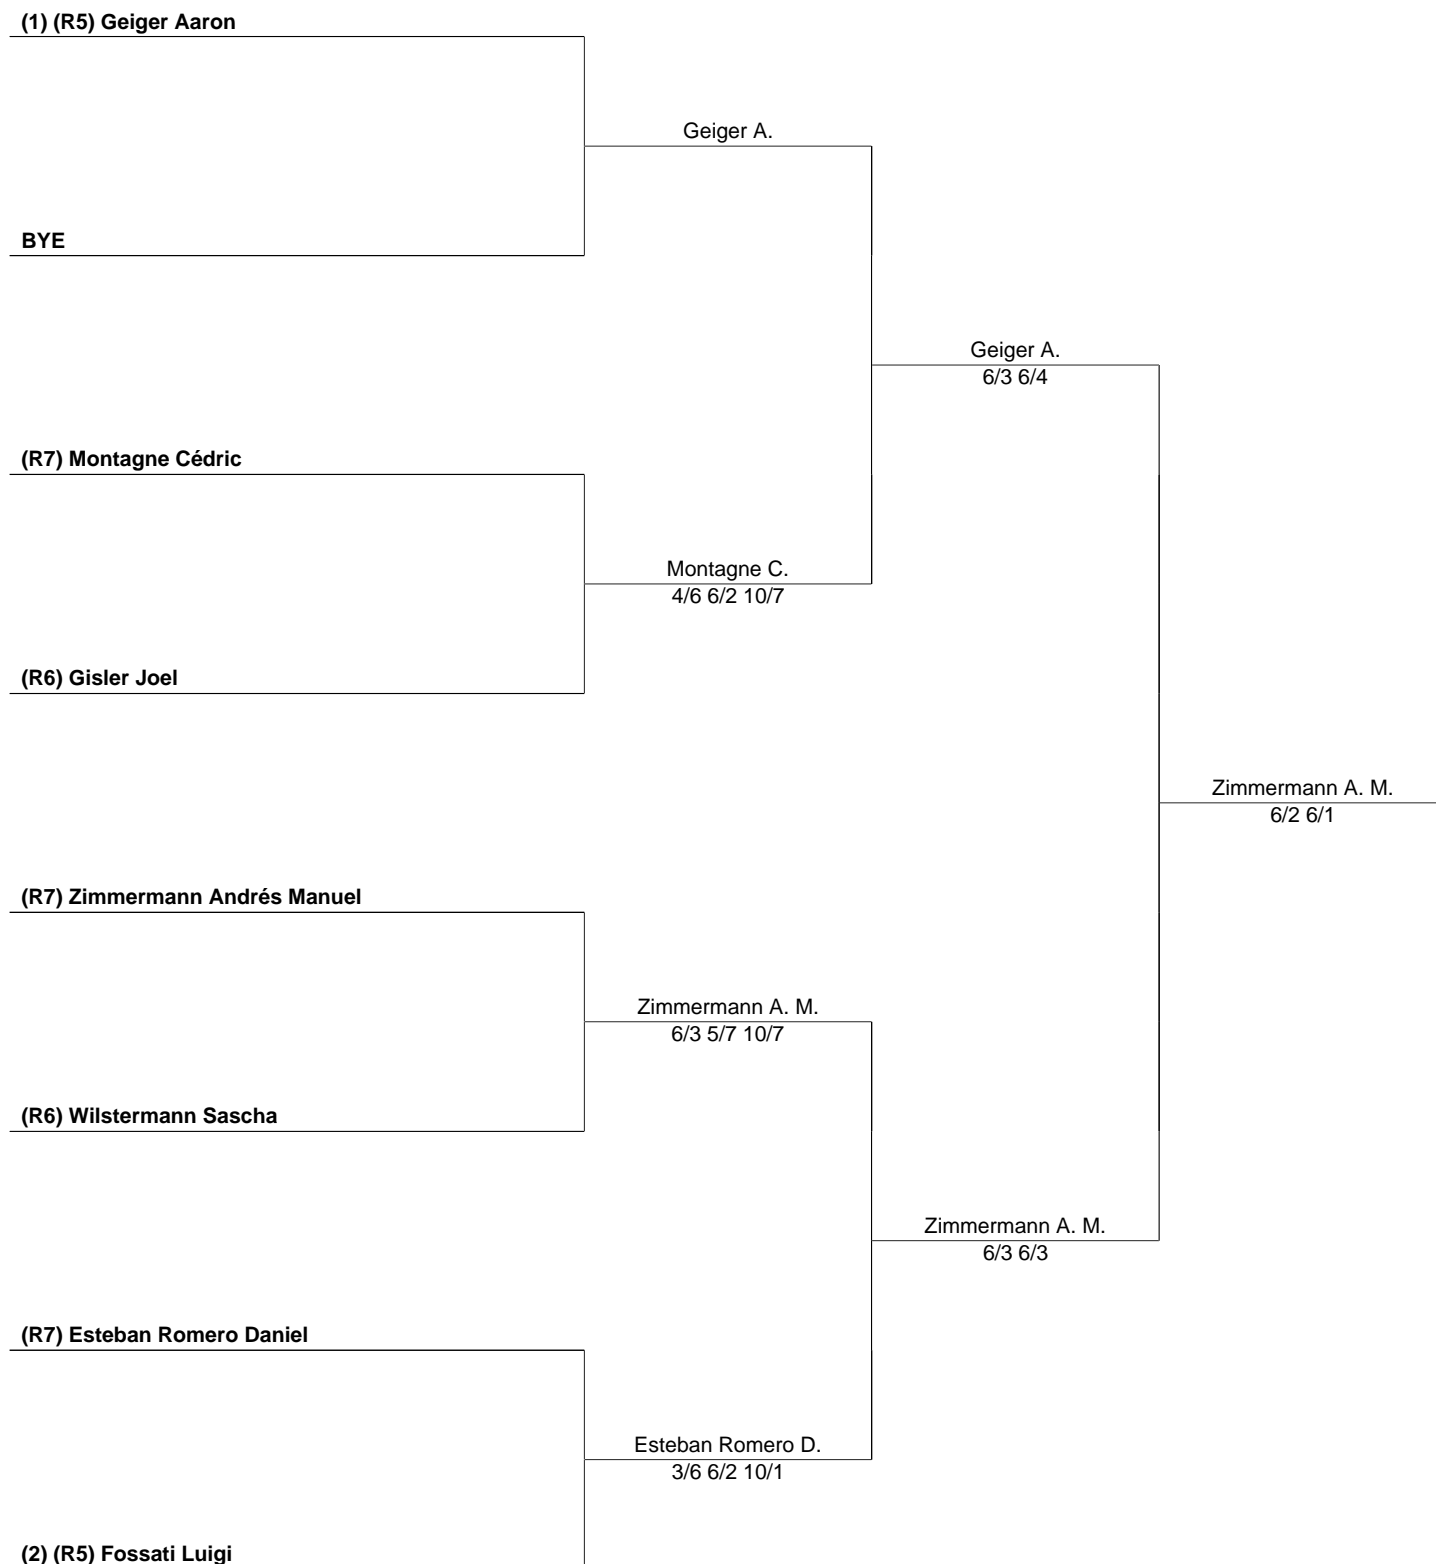 (1) (R5) Geiger Aaron
Geiger A.
BYE
Geiger A.
6/3 6/4
(R7) Montagne Cédric
Montagne C.
4/6 6/2 10/7
(R6) Gisler Joel
Zimmermann A. M.
6/2 6/1
(R7) Zimmermann Andrés Manuel
Zimmermann A. M.
6/3 5/7 10/7
(R6) Wilstermann Sascha
Zimmermann A. M.
6/3 6/3
(R7) Esteban Romero Daniel
Esteban Romero D.
3/6 6/2 10/1
(2) (R5) Fossati Luigi